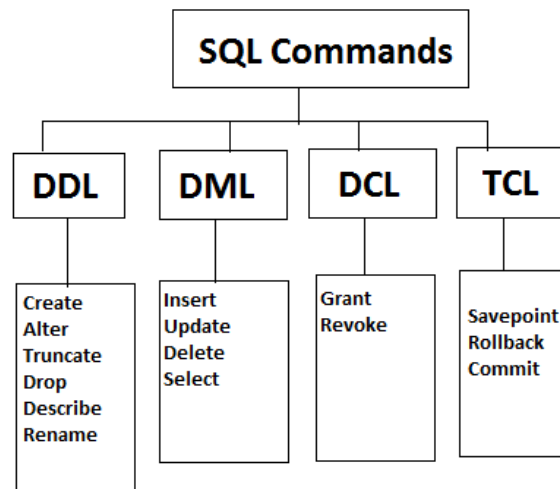 SQL Commands
DDL
DML
DCL
TCL
Create
Alter
Truncate
Drop
Describe
Rename
Insert
Update
Delete
Select
Grant
Revoke
Savepoint
Rollback
Commit